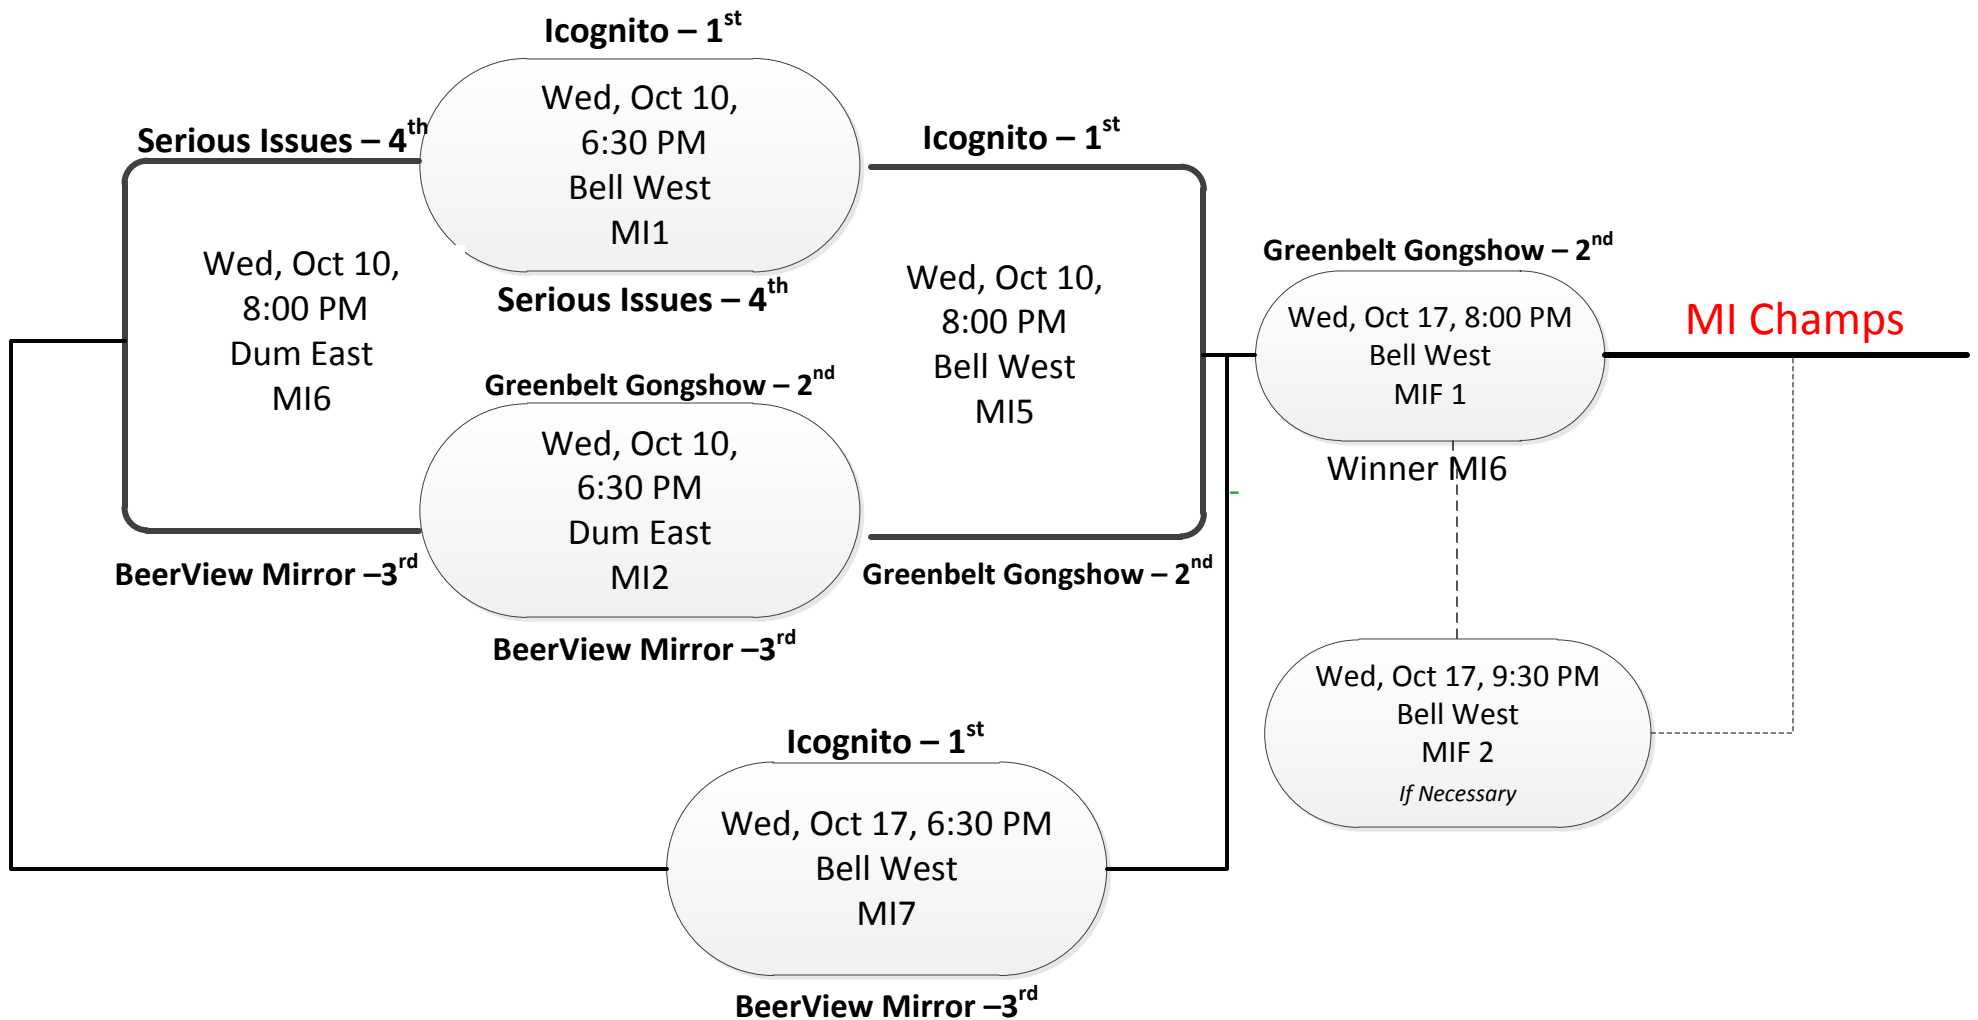 Icognito – 1st
Wed, Oct 10,
6:30 PM
Bell West
MI1
Serious Issues – 4th
Serious Issues – 4th
Wed, Oct 10,
8:00 PM
Dum East
MI6
BeerView Mirror –3rd
Greenbelt Gongshow – 2nd
Wed, Oct 10,
6:30 PM
Dum East
MI2
BeerView Mirror –3rd
Icognito – 1st
Wed, Oct 10,
8:00 PM
Bell West
MI5
Greenbelt Gongshow – 2nd
Greenbelt Gongshow – 2nd
Wed, Oct 17, 8:00 PM
Bell West
MIF 1
Winner MI6
MI Champs
Wed, Oct 17, 9:30 PM
Bell West
MIF 2
If Necessary
Icognito – 1st
Wed, Oct 17, 6:30 PM
Bell West
MI7
BeerView Mirror –3rd